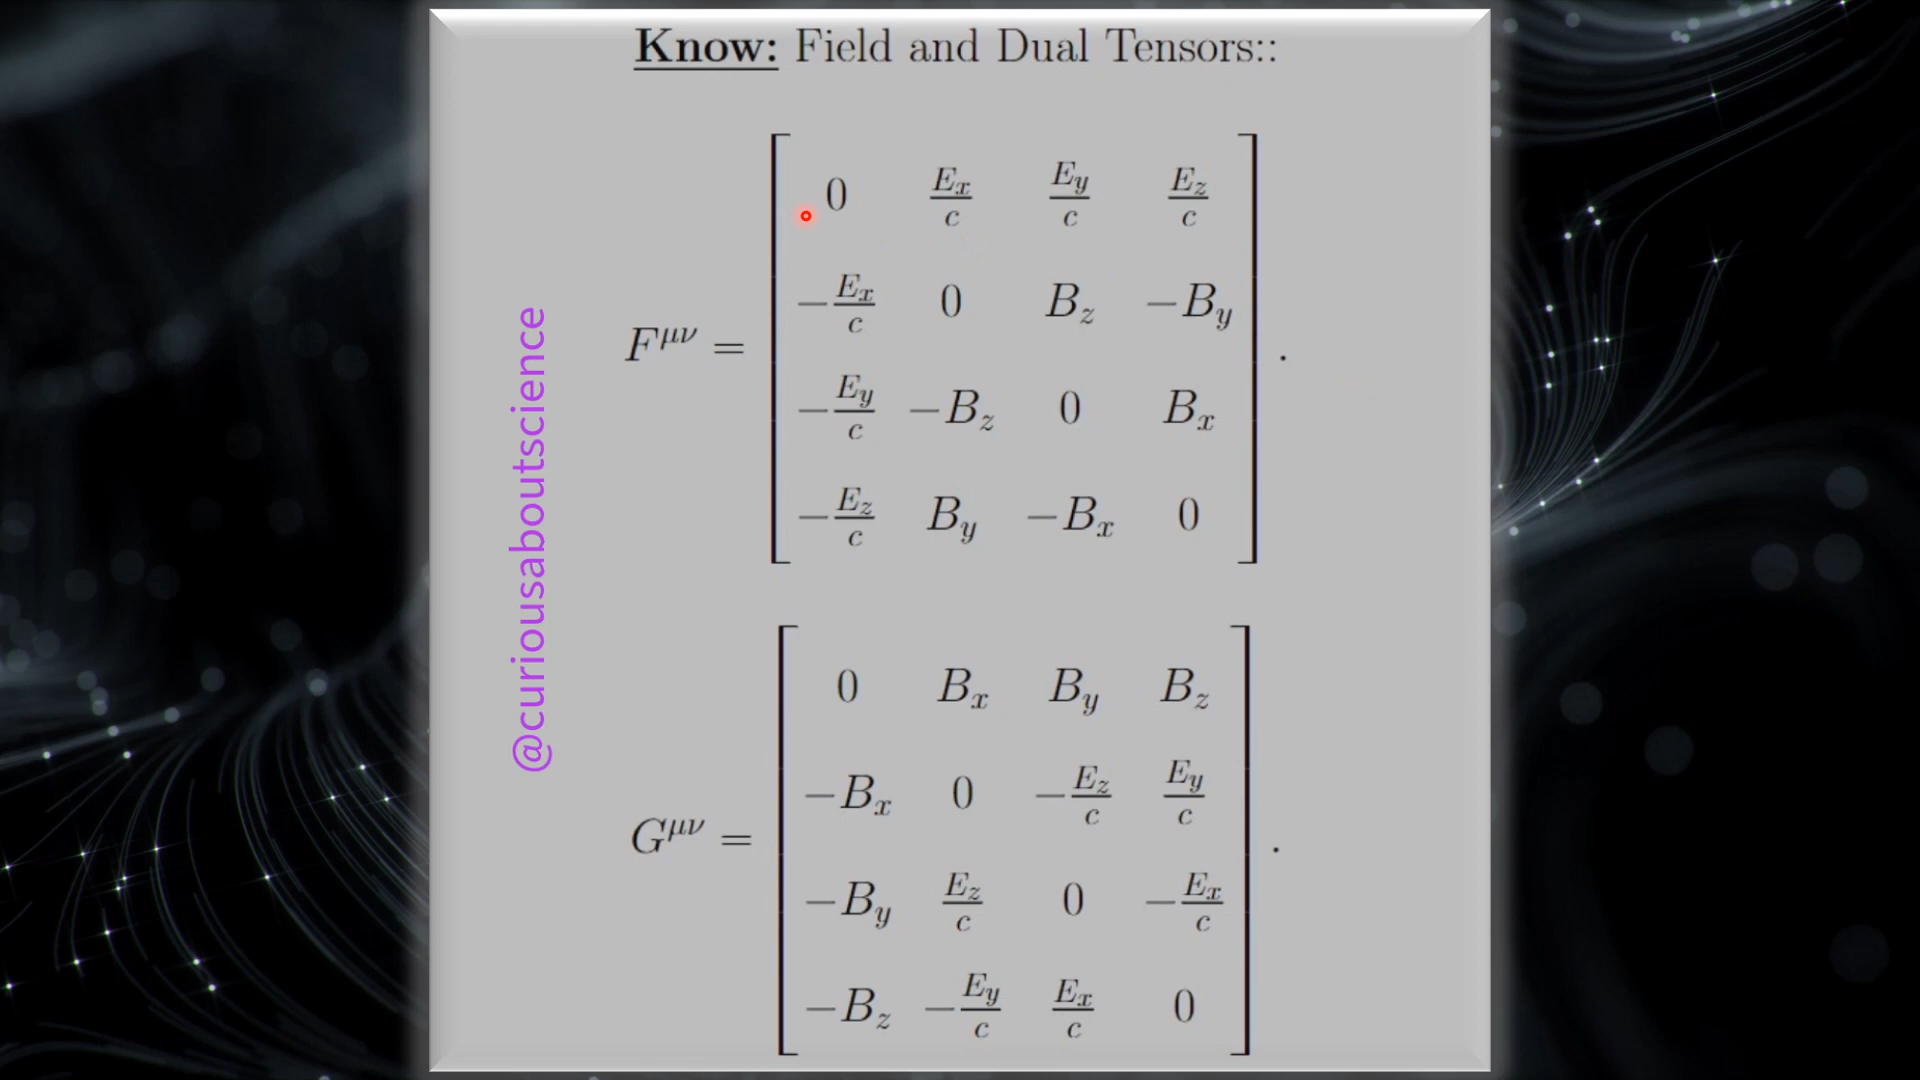 Know: Field and Dual Tensors::
F^{μν} = [ 0 E_x/c E_y/c E_z/c
-E_x/c 0 B_z -B_y
-E_y/c -B_z 0 B_x
-E_z/c B_y -B_x 0 ] .
G^{μν} = [ 0 B_x B_y B_z
-B_x 0 -E_z/c E_y/c
-B_y E_z/c 0 -E_x/c
-B_z -E_y/c E_x/c 0 ] .
@curiousaboutscience